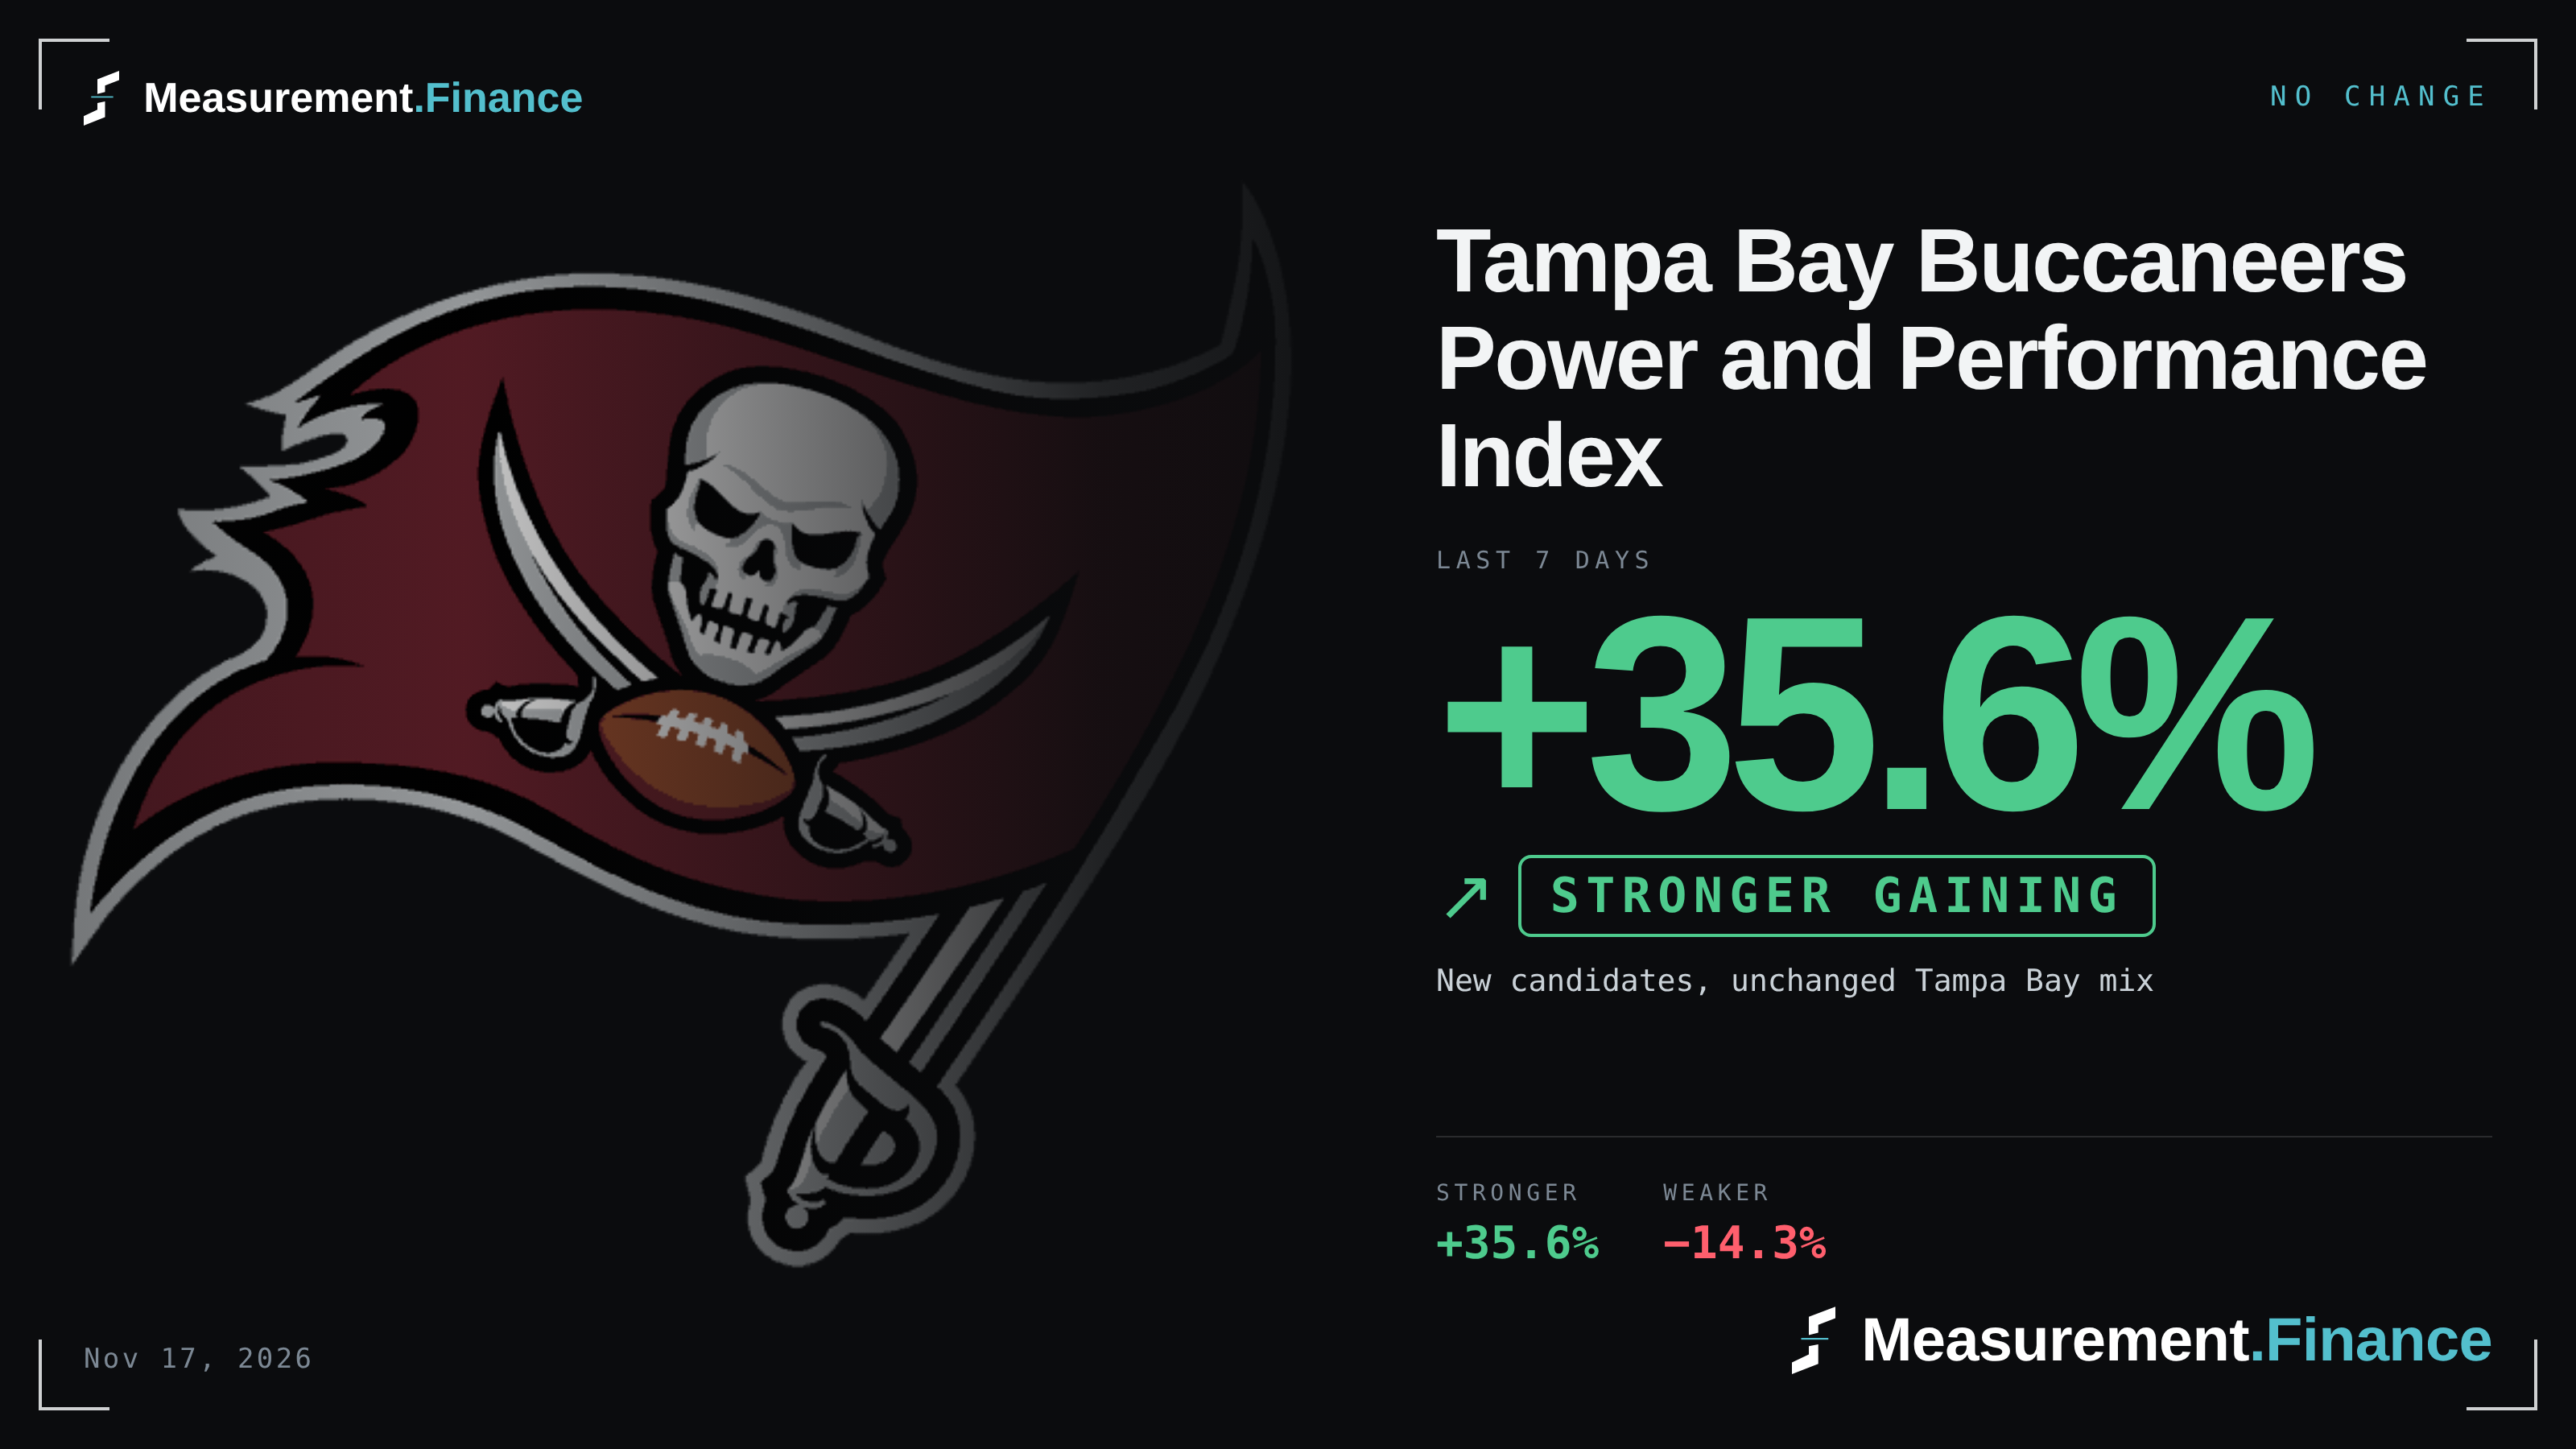 Measurement.Finance
NO CHANGE
Tampa Bay Buccaneers
Power and Performance
Index
LAST 7 DAYS
+35.6%
↗ STRONGER GAINING
New candidates, unchanged Tampa Bay mix
STRONGER WEAKER
+35.6% −14.3%
Nov 17, 2026
Measurement.Finance